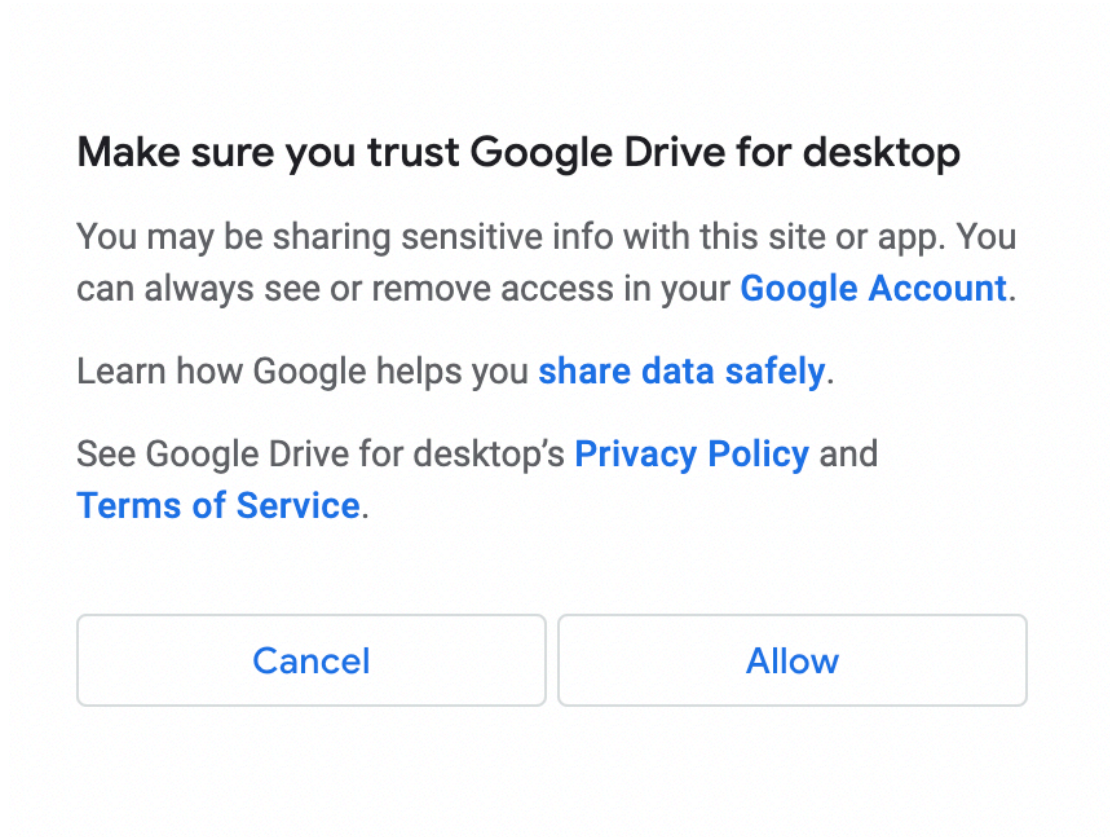 Make sure you trust Google Drive for desktop
You may be sharing sensitive info with this site or app. You
can always see or remove access in your Google Account.
Learn how Google helps you share data safely.
See Google Drive for desktop’s Privacy Policy and
Terms of Service.
Cancel
Allow